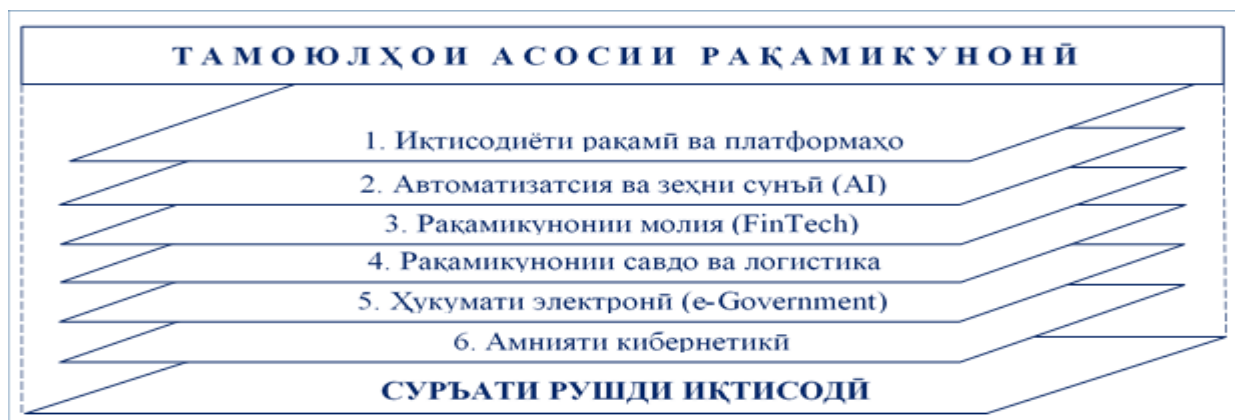 ТАМОЮЛҲОИ АСОСИИ РАҚАМИКУНОНӢ
1. Иқтисодиёти рақамӣ ва платформаҳо
2. Автоматизатсия ва зеҳни сунъӣ (AI)
3. Рақамикунонии молия (FinTech)
4. Рақамикунонии савдо ва логистика
5. Ҳукумати электронӣ (e-Government)
6. Амнияти кибернетикӣ
СУРЪАТИ РУШДИ ИҚТИСОДӢ